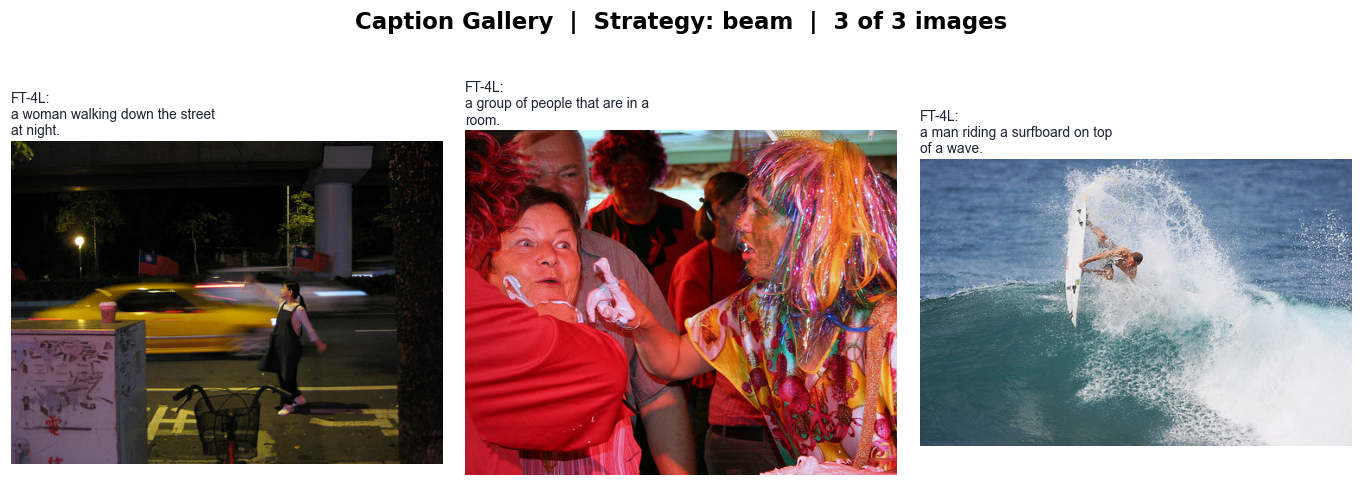 Caption Gallery | Strategy: beam | 3 of 3 images
FT-4L:
a woman walking down the street
at night.
FT-4L:
a group of people that are in a
room.
FT-4L:
a man riding a surfboard on top
of a wave.